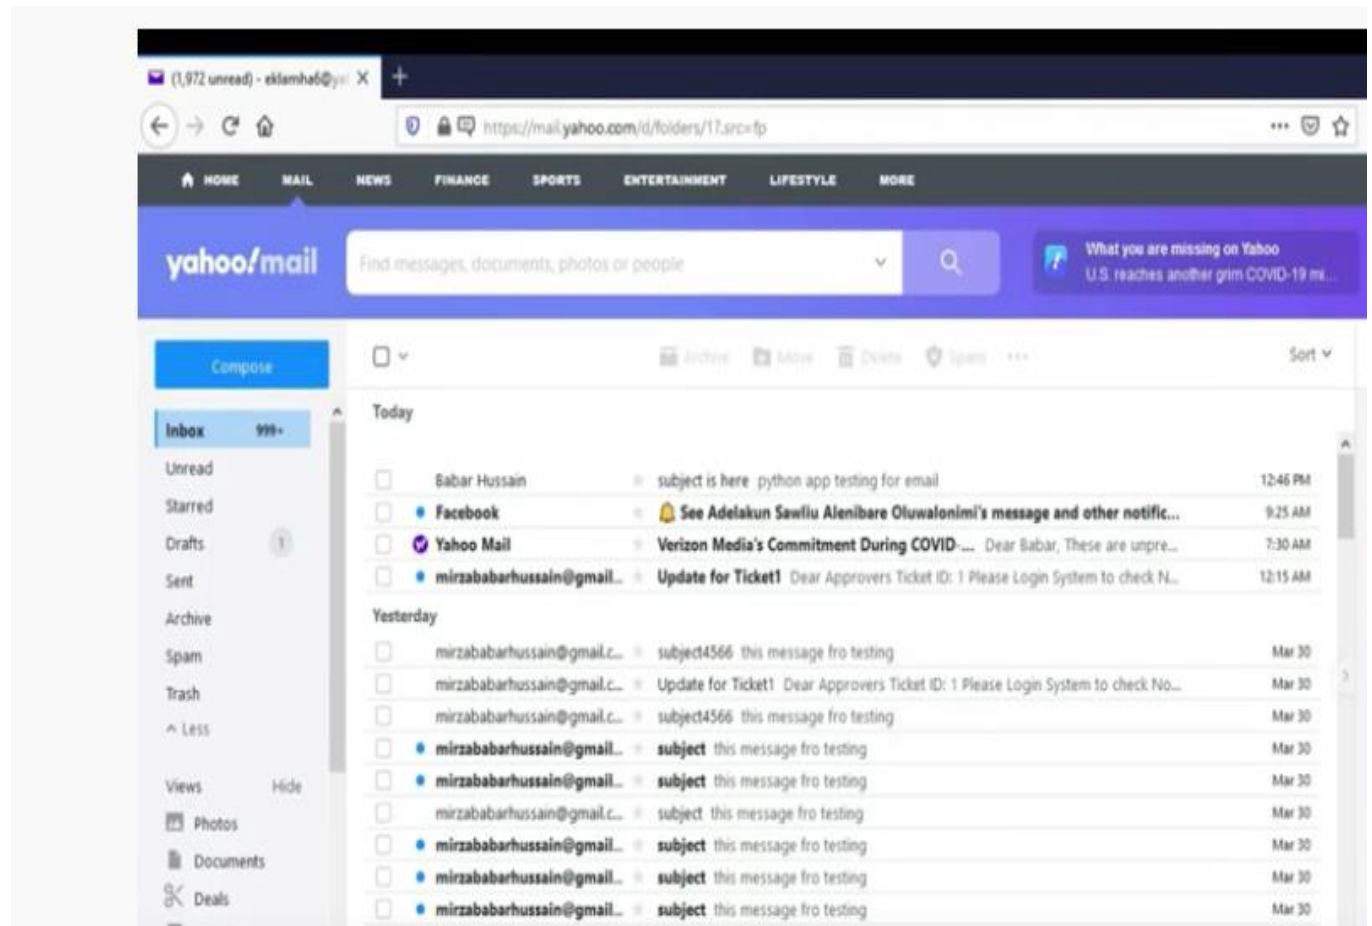 (1,972 unread) - eklamha6@ya
https://mail.yahoo.com/d/folders/1?.src=fp
HOME MAIL NEWS FINANCE SPORTS ENTERTAINMENT LIFESTYLE MORE
yahoo!mail
Find messages, documents, photos or people
What you are missing on Yahoo
U.S. reaches another grim COVID-19 mi...
Compose
Archive Move Delete Spam Sort
Inbox 999+
Unread
Starred
Drafts 1
Sent
Archive
Spam
Trash
Less
Views Hide
Photos
Documents
Deals
Today
Babar Hussain subject is here python app testing for email 12:46 PM
Facebook See Adelakun Sawliu Alenibare Oluwalonimi's message and other notific... 9:25 AM
Yahoo Mail Verizon Media's Commitment During COVID-... Dear Babar, These are unpre... 7:30 AM
mirzababarhussain@gmail... Update for Ticket1 Dear Approvers Ticket ID: 1 Please Login System to check N... 12:15 AM
Yesterday
mirzababarhussain@gmail.c... subject4566 this message fro testing Mar 30
mirzababarhussain@gmail.c... Update for Ticket1 Dear Approvers Ticket ID: 1 Please Login System to check No... Mar 30
mirzababarhussain@gmail.c... subject4566 this message fro testing Mar 30
mirzababarhussain@gmail... subject this message fro testing Mar 30
mirzababarhussain@gmail... subject this message fro testing Mar 30
mirzababarhussain@gmail.c... subject this message fro testing Mar 30
mirzababarhussain@gmail... subject this message fro testing Mar 30
mirzababarhussain@gmail... subject this message fro testing Mar 30
mirzababarhussain@gmail... subject this message fro testing Mar 30